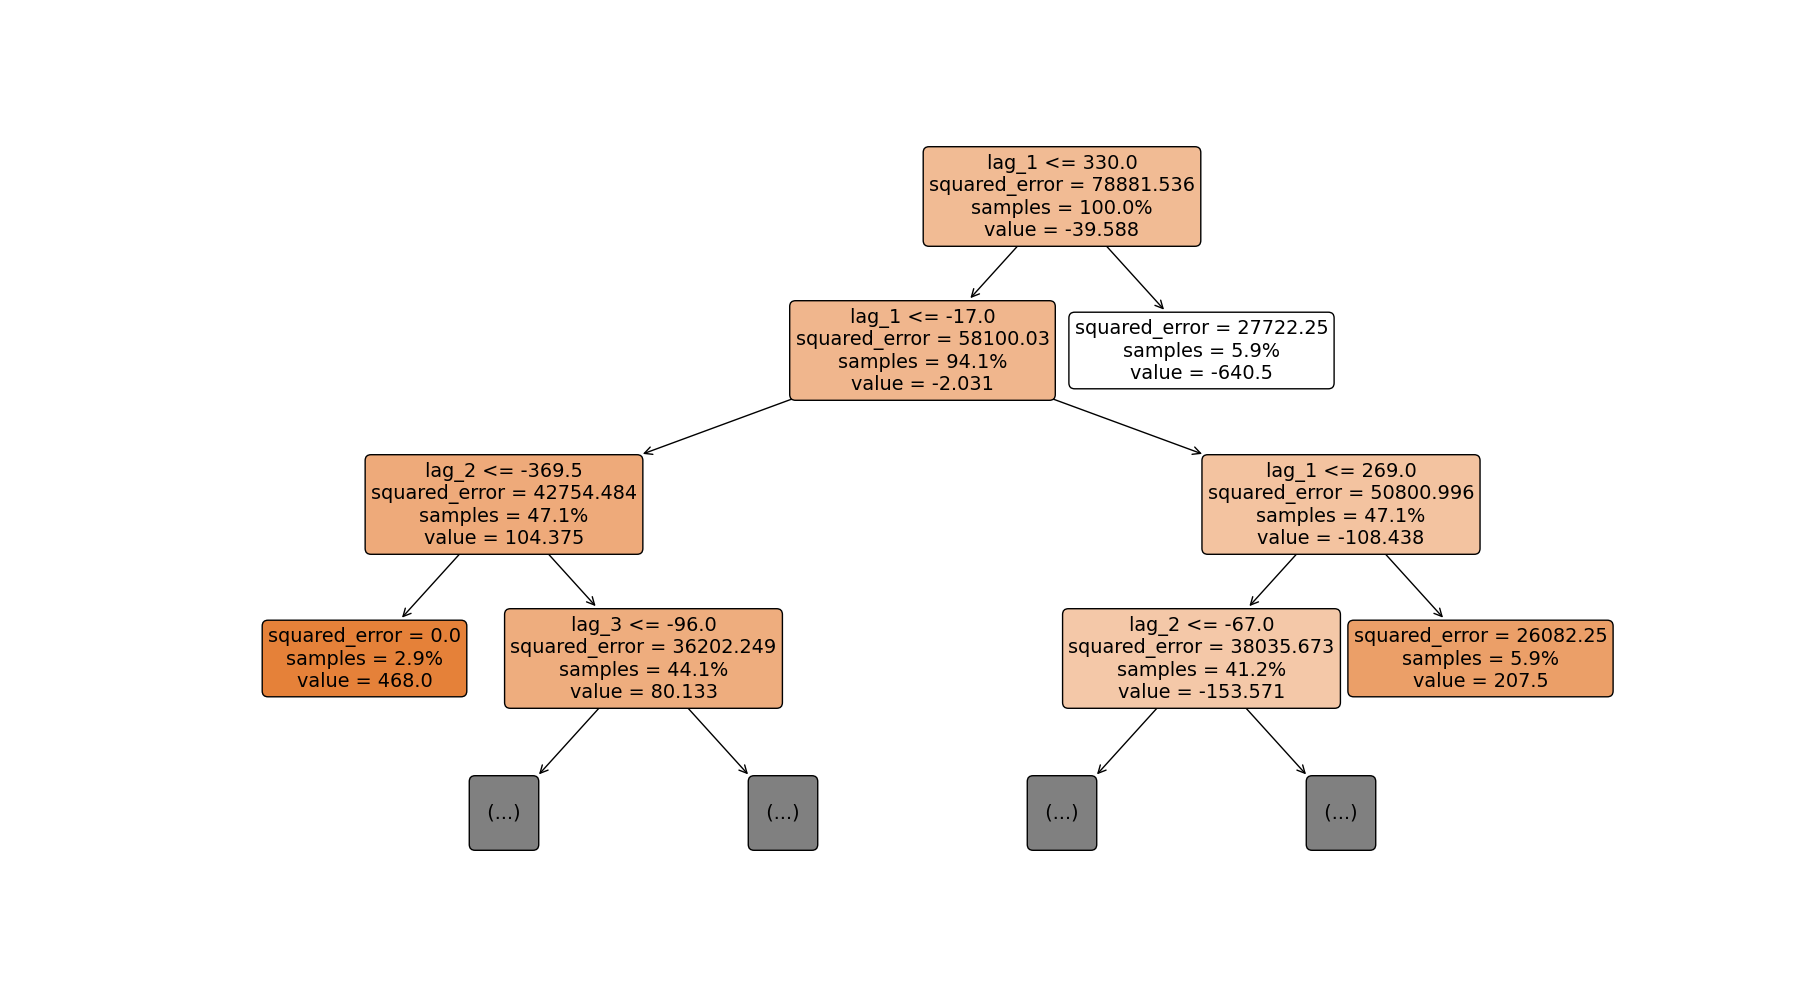 lag_1 <= 330.0
squared_error = 78881.536
samples = 100.0%
value = -39.588
lag_1 <= -17.0
squared_error = 58100.03
samples = 94.1%
value = -2.031
squared_error = 27722.25
samples = 5.9%
value = -640.5
lag_2 <= -369.5
squared_error = 42754.484
samples = 47.1%
value = 104.375
lag_1 <= 269.0
squared_error = 50800.996
samples = 47.1%
value = -108.438
squared_error = 0.0
samples = 2.9%
value = 468.0
lag_3 <= -96.0
squared_error = 36202.249
samples = 44.1%
value = 80.133
lag_2 <= -67.0
squared_error = 38035.673
samples = 41.2%
value = -153.571
squared_error = 26082.25
samples = 5.9%
value = 207.5
(...)
(...)
(...)
(...)